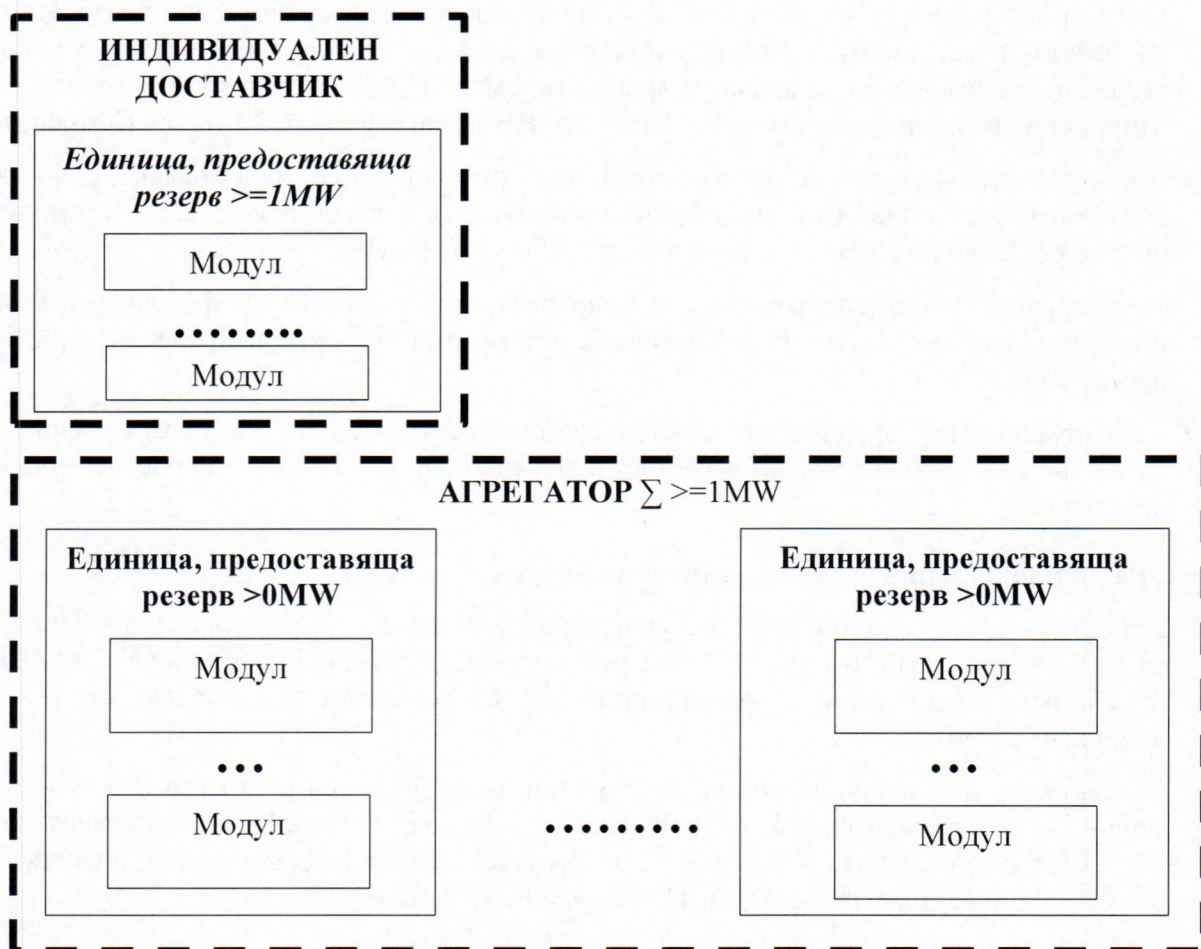 ИНДИВИДУАЛЕН
ДОСТАВЧИК
Единица, предоставяща
резерв >=1MW
Модул
.........
Модул
АГРЕГАТОР ∑ >=1MW
Единица, предоставяща
резерв >0MW
Модул
...
Модул
.........
Единица, предоставяща
резерв >0MW
Модул
...
Модул